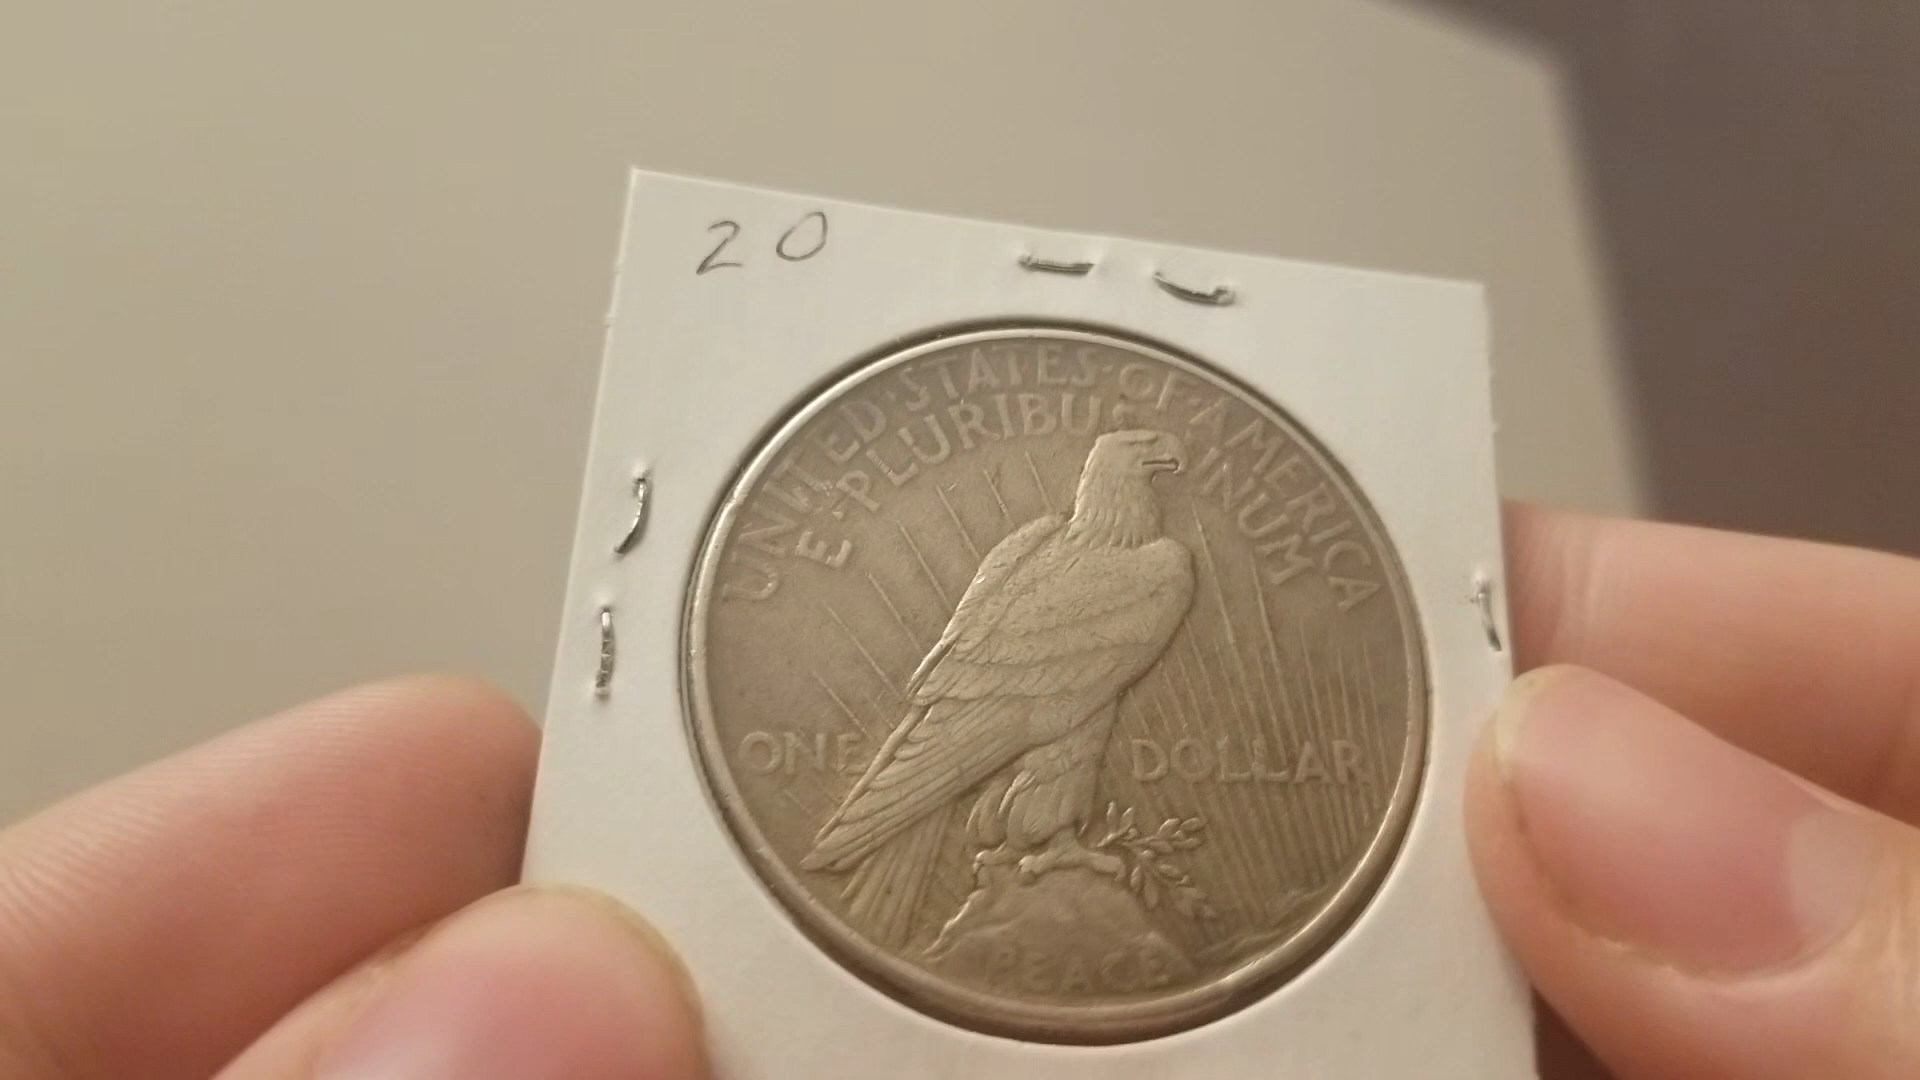 20
UNITED·STATES·OF·AMERICA
E·PLURIBUS UNUM
ONE DOLLAR
PEACE